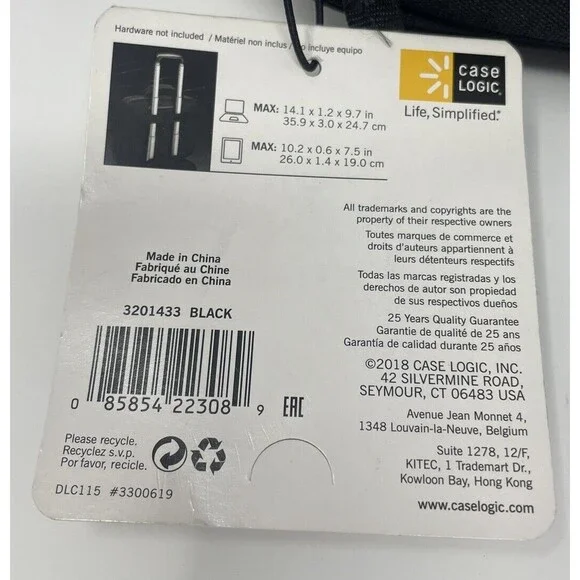 Hardware not included / Matériel non inclus / No incluye equipo
case
LOGIC
Life, Simplified.
MAX: 14.1 x 1.2 x 9.7 in
35.9 x 3.0 x 24.7 cm
MAX: 10.2 x 0.6 x 7.5 in
26.0 x 1.4 x 19.0 cm
All trademarks and copyrights are the
property of their respective owners
Toutes marques de commerce et
droits d'auteurs appartiennent à
leurs détenteurs respectifs
Todas las marcas registradas y los
derechos de autor son propiedad
de sus respectivos dueños
25 Years Quality Guarantee
Garantie de qualité de 25 ans
Garantía de calidad durante 25 años
©2018 CASE LOGIC, INC.
42 SILVERMINE ROAD,
SEYMOUR, CT 06483 USA
Avenue Jean Monnet 4,
1348 Louvain-la-Neuve, Belgium
Suite 1278, 12/F,
KITEC, 1 Trademart Dr.,
Kowloon Bay, Hong Kong
www.caselogic.com
Made in China
Fabriqué au Chine
Fabricado en China
3201433 BLACK
0 85854 22308 9
EAC
Please recycle.
Recyclez s.v.p.
Por favor, recicle.
DLC115 #3300619